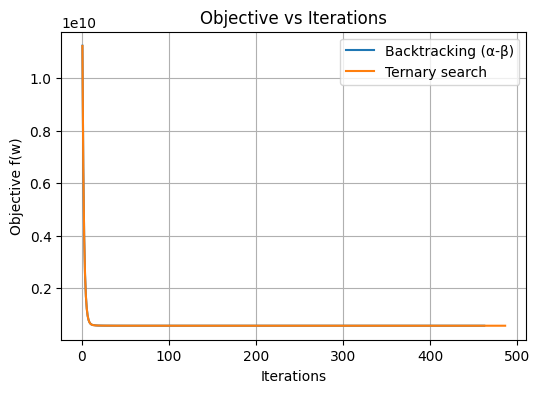 Objective vs Iterations
1e10
Backtracking (α-β)
Ternary search
Objective f(w)
1.0
0.8
0.6
0.4
0.2
0
100
200
300
400
500
Iterations